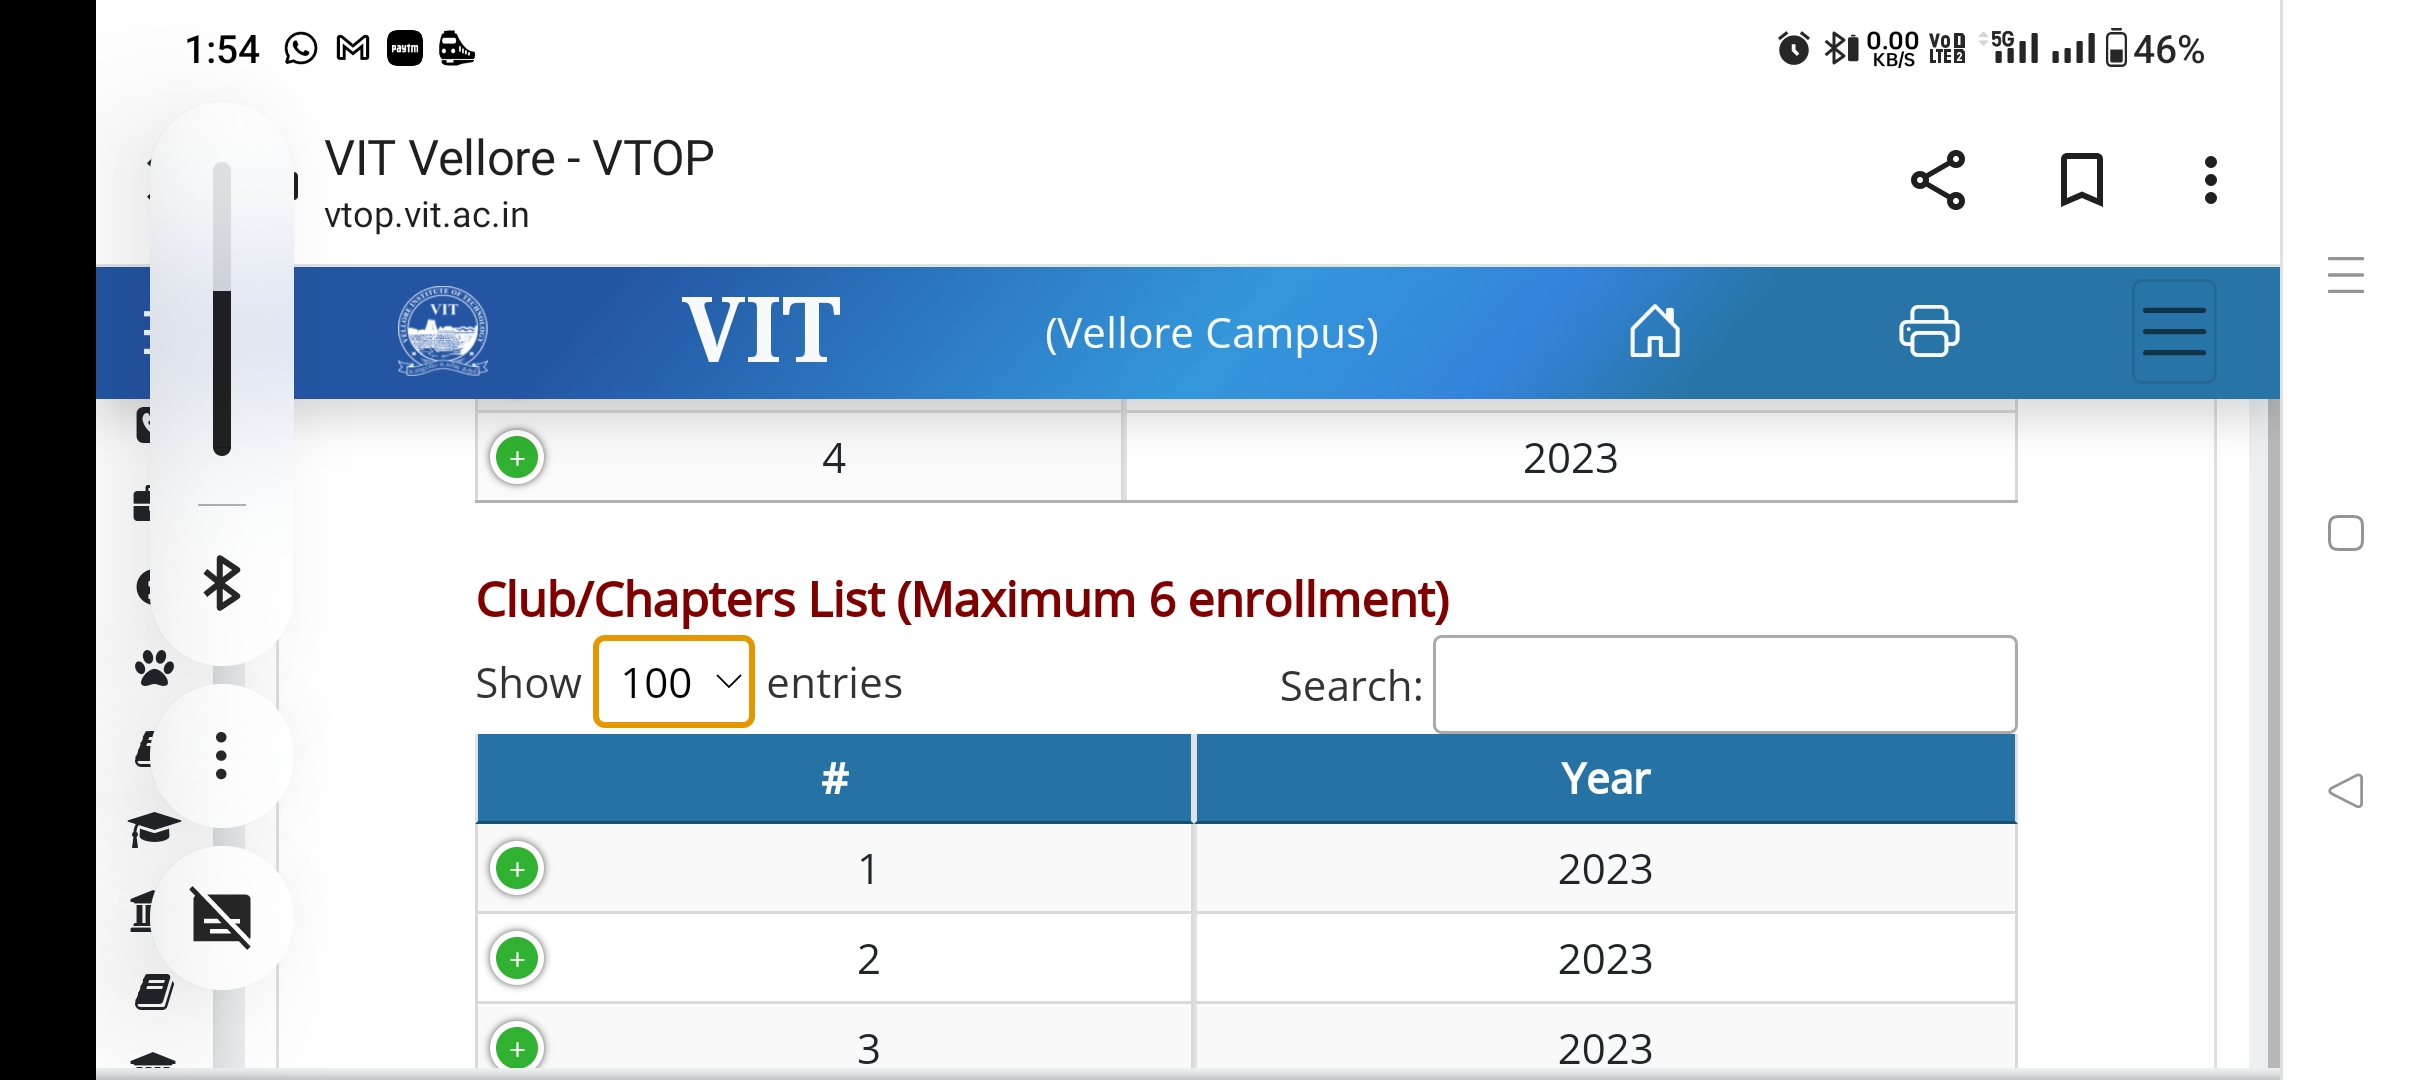 1:54 paytm 0.00 KB/S VoD LTE2 5G 46%
VIT Vellore - VTOP
vtop.vit.ac.in
VIT (Vellore Campus)
4 2023
Club/Chapters List (Maximum 6 enrollment)
Show 100 entries Search:
# Year
1 2023
2 2023
3 2023